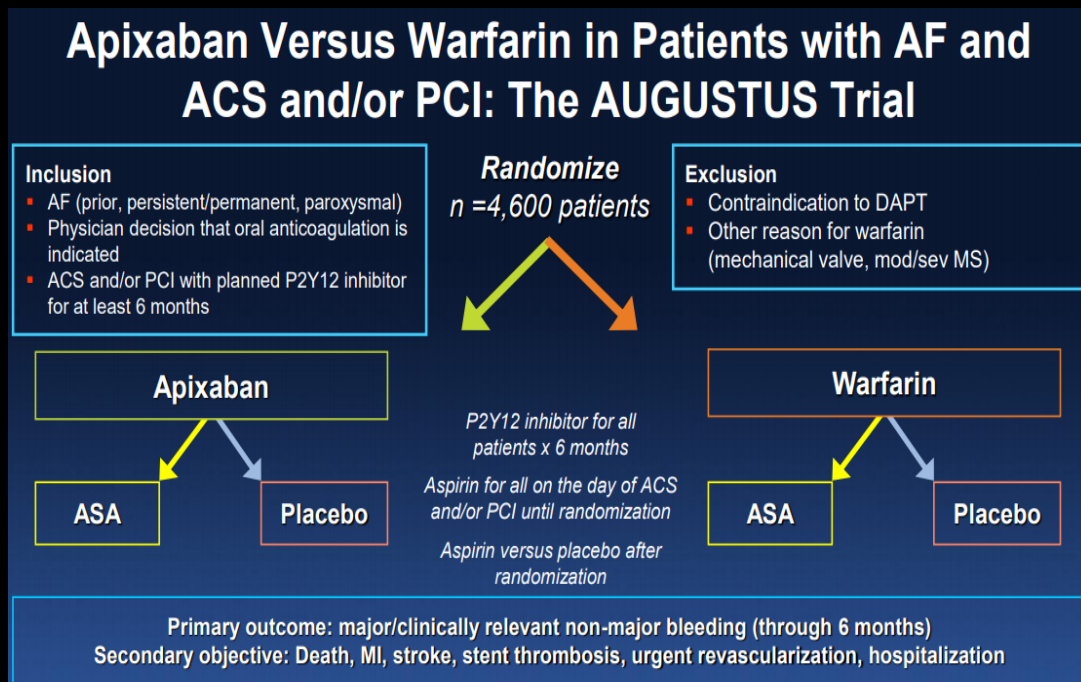 Apixaban Versus Warfarin in Patients with AF and
ACS and/or PCI: The AUGUSTUS Trial
Inclusion
▪ AF (prior, persistent/permanent, paroxysmal)
▪ Physician decision that oral anticoagulation is
indicated
▪ ACS and/or PCI with planned P2Y12 inhibitor
for at least 6 months
Randomize
n =4,600 patients
Exclusion
▪ Contraindication to DAPT
▪ Other reason for warfarin
(mechanical valve, mod/sev MS)
Apixaban
Warfarin
P2Y12 inhibitor for all
patients x 6 months
Aspirin for all on the day of ACS
and/or PCI until randomization
Aspirin versus placebo after
randomization
ASA
Placebo
ASA
Placebo
Primary outcome: major/clinically relevant non-major bleeding (through 6 months)
Secondary objective: Death, MI, stroke, stent thrombosis, urgent revascularization, hospitalization